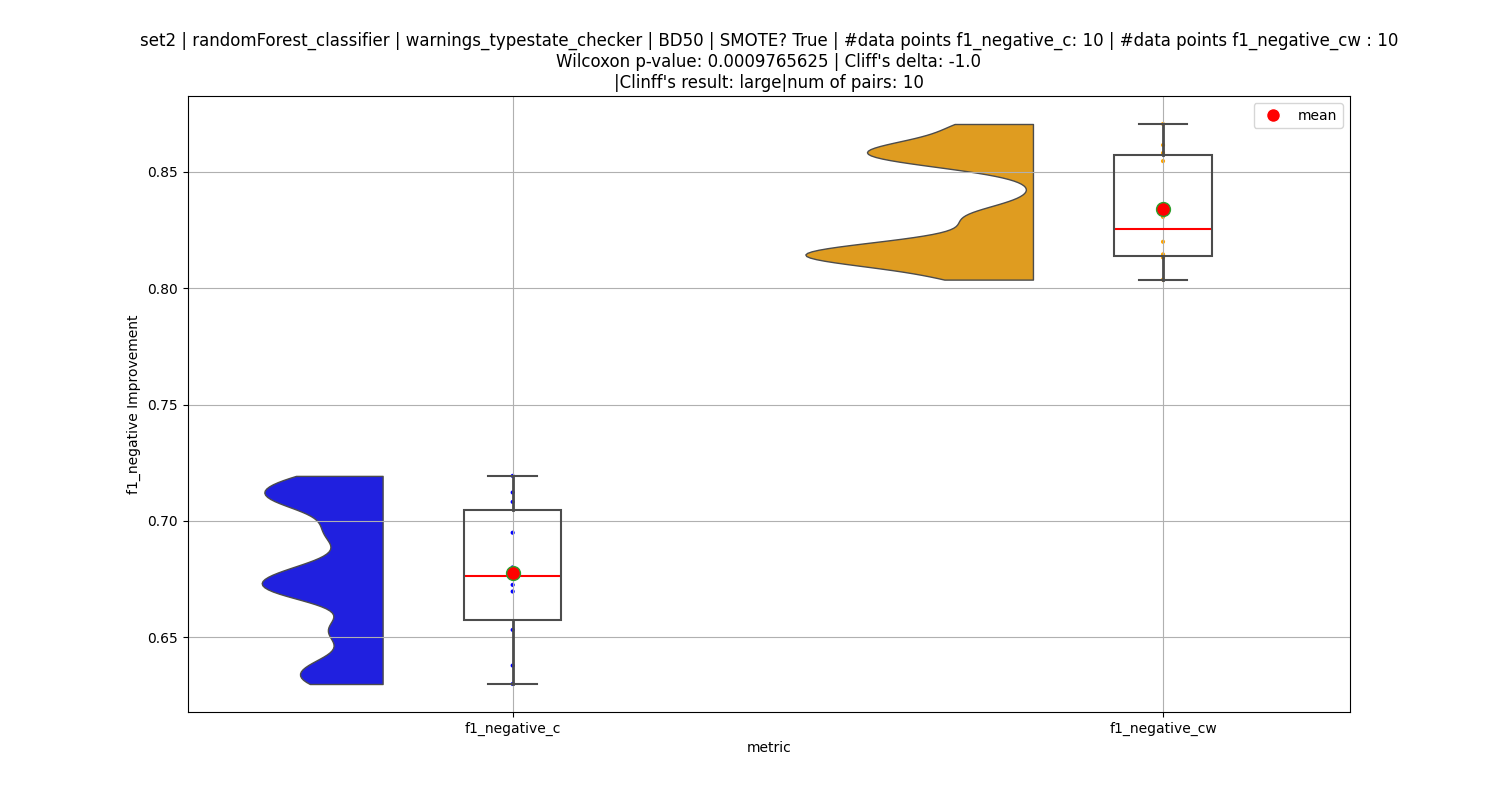 set2 | randomForest_classifier | warnings_typestate_checker | BD50 | SMOTE? True | #data points f1_negative_c: 10 | #data points f1_negative_cw : 10
Wilcoxon p-value: 0.0009765625 | Cliff's delta: -1.0
|Clinff's result: large|num of pairs: 10
mean
0.85
0.80
0.75
0.70
0.65
f1_negative Improvement
f1_negative_c
f1_negative_cw
metric